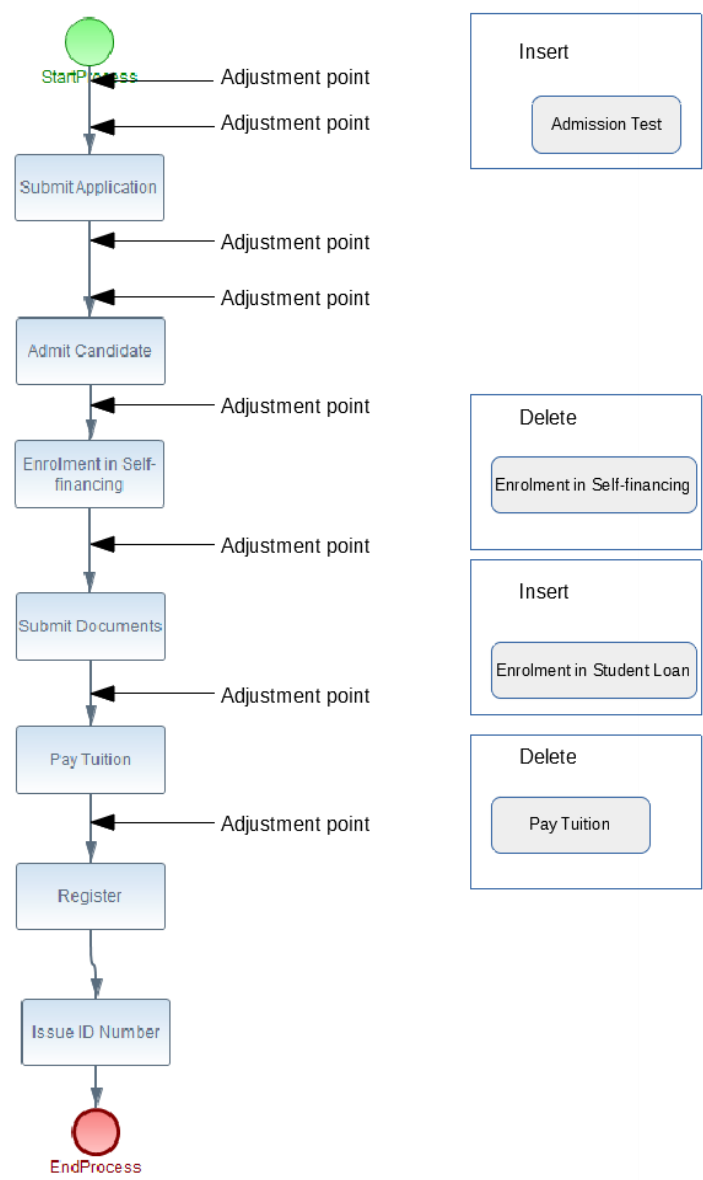 StartProcess
Adjustment point
Adjustment point
Submit Application
Adjustment point
Adjustment point
Admit Candidate
Adjustment point
Enrolment in Self-
financing
Adjustment point
Submit Documents
Adjustment point
Pay Tuition
Adjustment point
Register
Issue ID Number
EndProcess
Insert
Admission Test
Delete
Enrolment in Self-financing
Insert
Enrolment in Student Loan
Delete
Pay Tuition